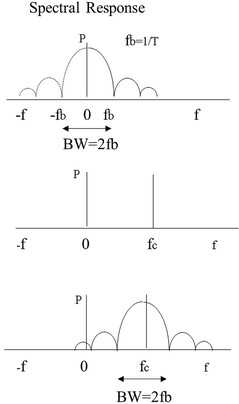 Spectral Response
P
fb=1/T
-f -fb 0 fb f
BW=2fb
P
-f 0 fc f
P
-f 0 fc f
BW=2fb